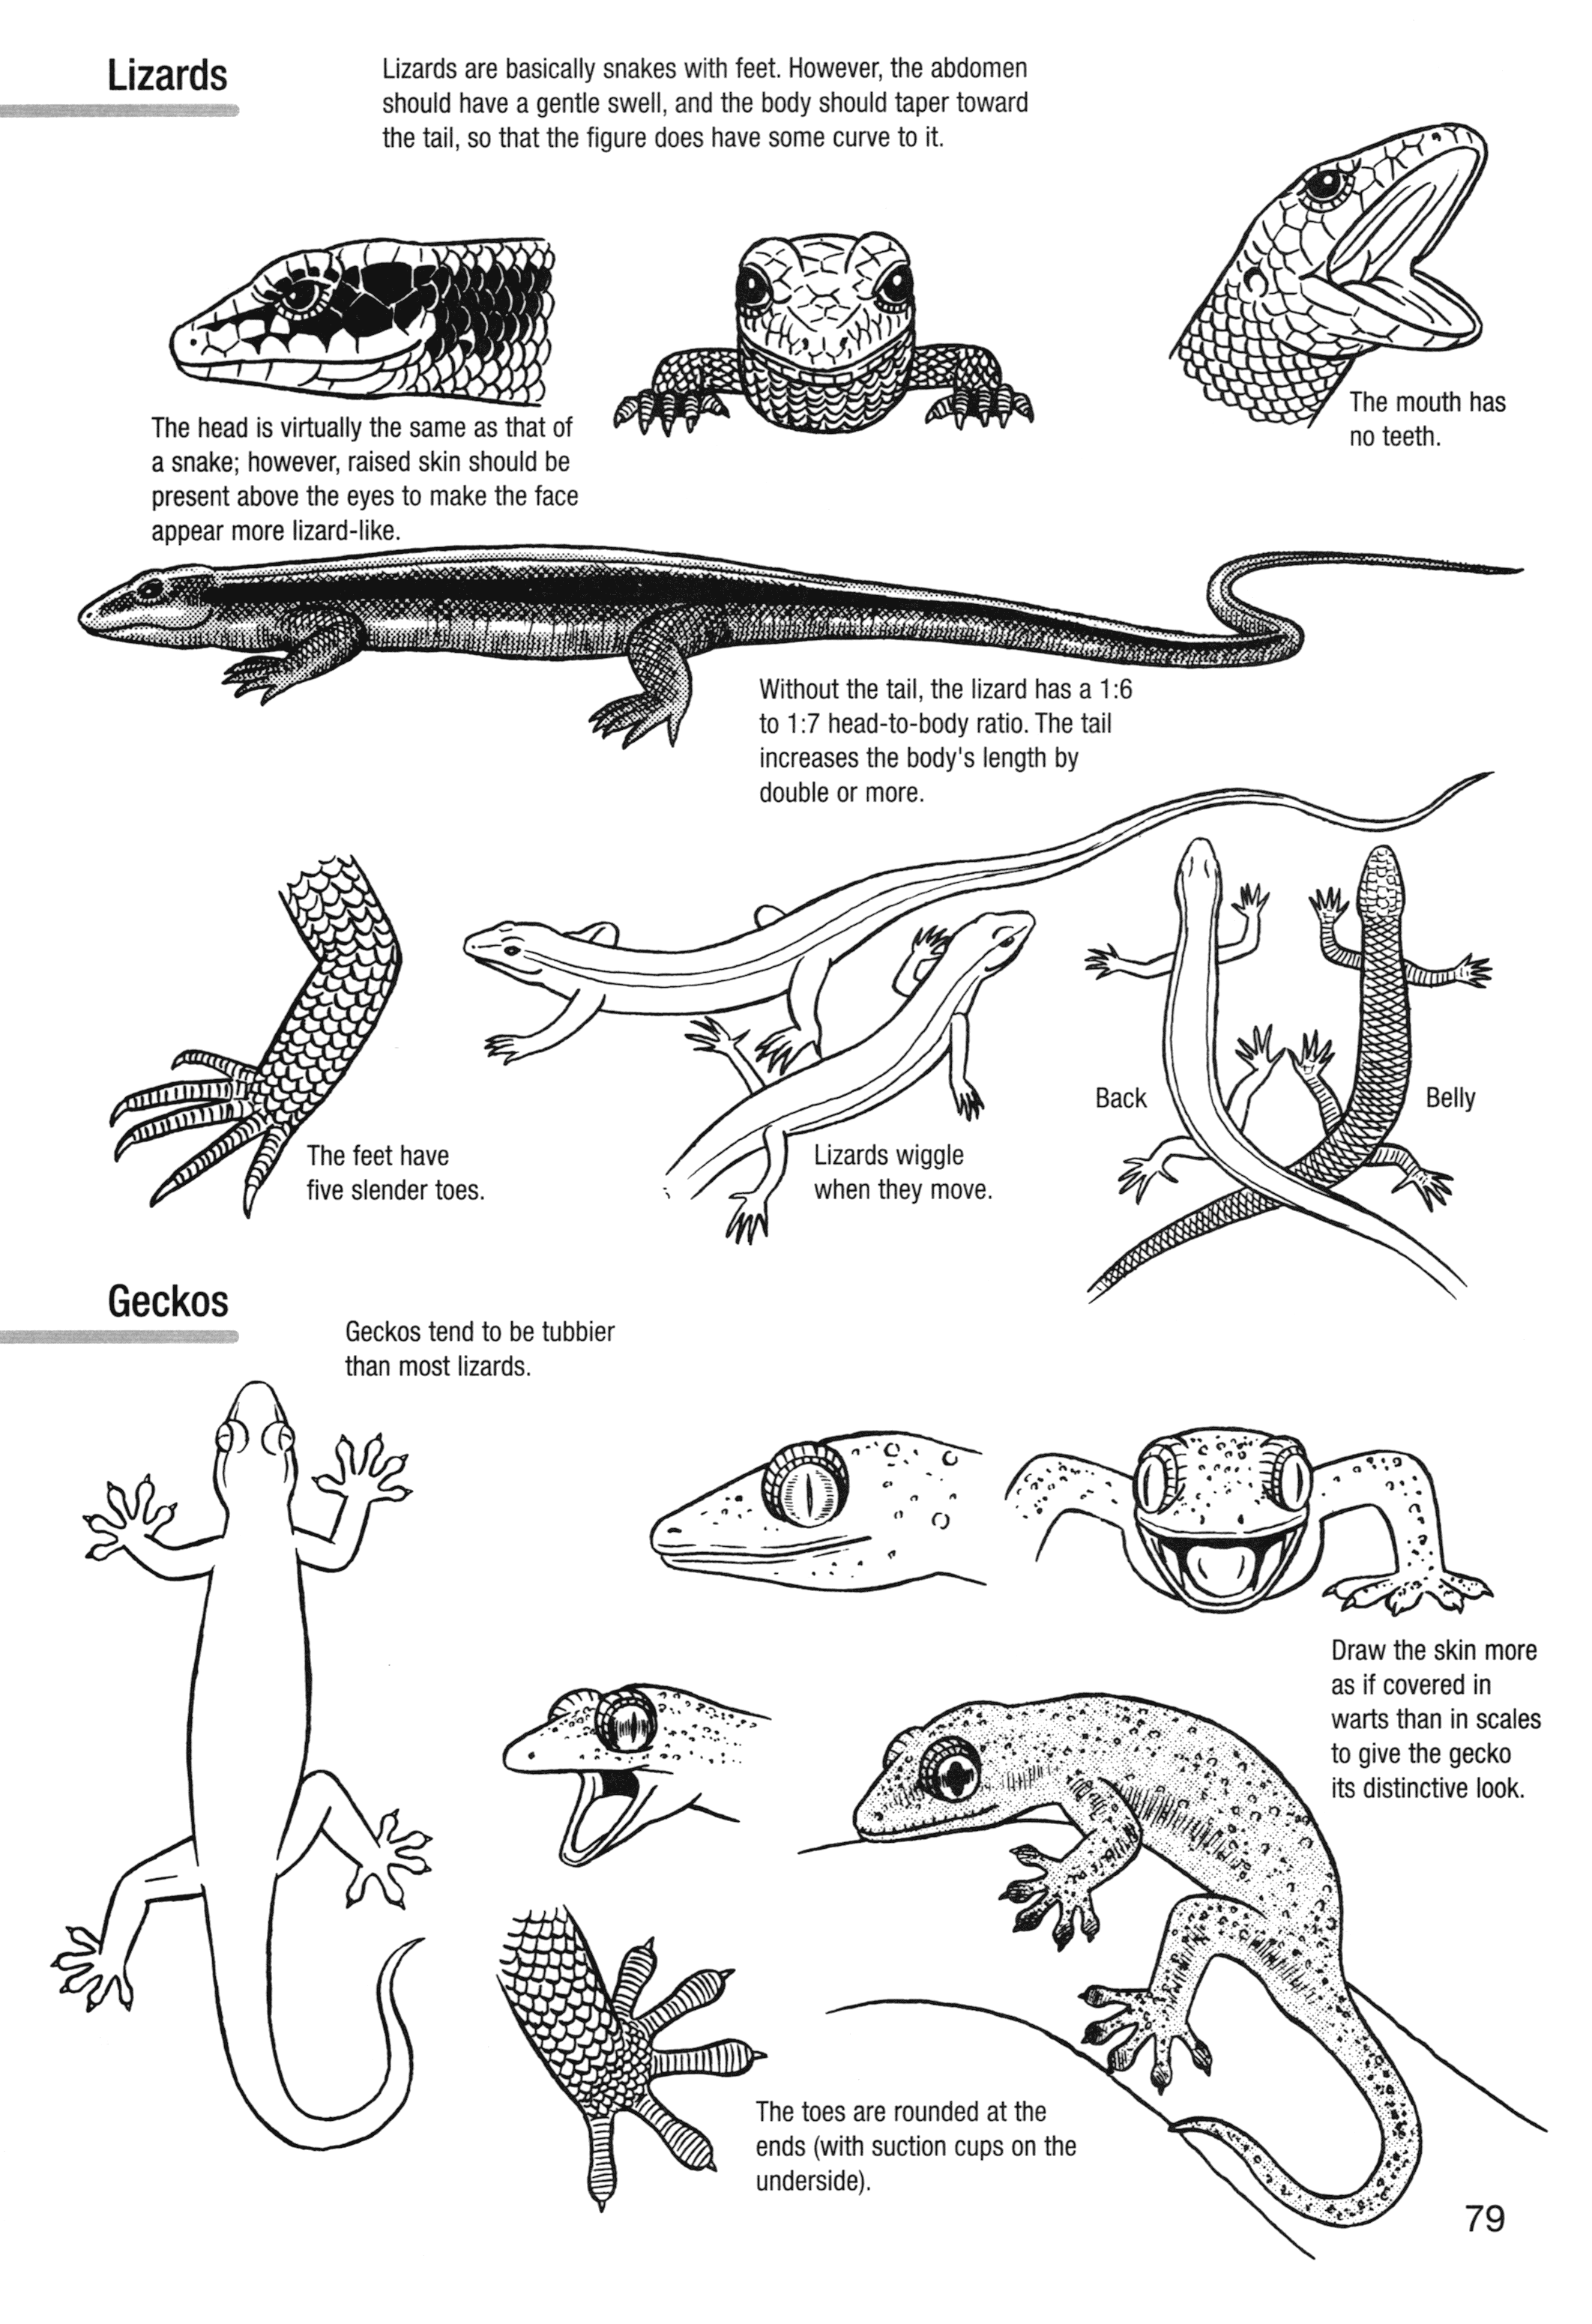 Lizards
Lizards are basically snakes with feet. However, the abdomen
should have a gentle swell, and the body should taper toward
the tail, so that the figure does have some curve to it.
The head is virtually the same as that of
a snake; however, raised skin should be
present above the eyes to make the face
appear more lizard-like.
The mouth has
no teeth.
Without the tail, the lizard has a 1:6
to 1:7 head-to-body ratio. The tail
increases the body's length by
double or more.
The feet have
five slender toes.
Lizards wiggle
when they move.
Back
Belly
Geckos
Geckos tend to be tubbier
than most lizards.
Draw the skin more
as if covered in
warts than in scales
to give the gecko
its distinctive look.
The toes are rounded at the
ends (with suction cups on the
underside).
79